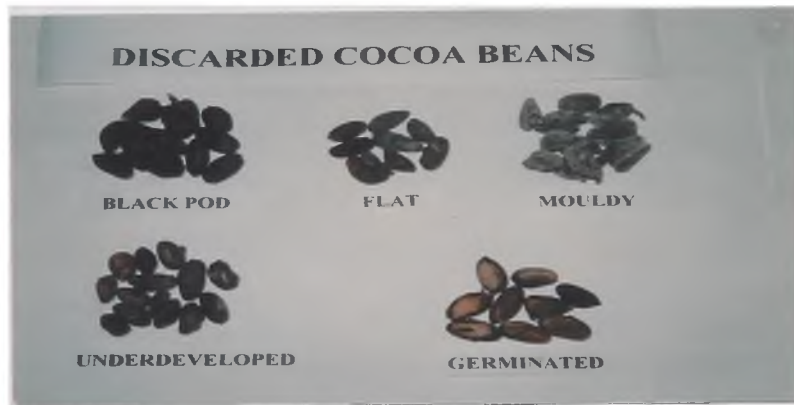 DISCARDED COCOA BEANS
BLACK POD
FLAT
MOULDY
UNDERDEVELOPED
GERMINATED